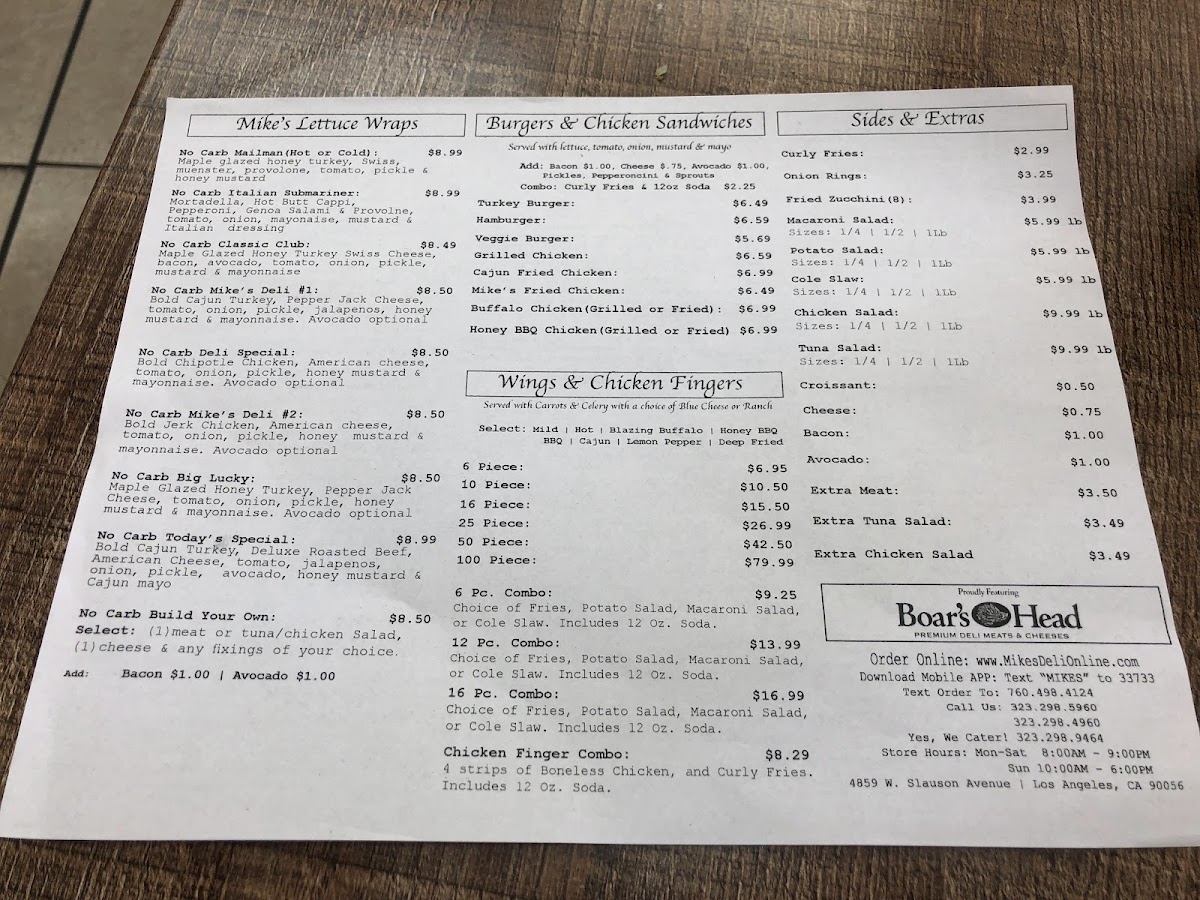 Mike's Lettuce Wraps
No Carb Mailman(Hot or Cold): $8.99
Maple glazed honey turkey, Swiss,
muenster, provolone, tomato, pickle &
honey mustard
No Carb Italian Submariner: $8.99
Mortadella, Hot Butt Cappi,
Pepperoni, Genoa Salami & Provolne,
tomato, onion, mayonaise, mustard &
Italian dressing
No Carb Classic Club: $8.49
Maple Glazed Honey Turkey Swiss Cheese,
bacon, avocado, tomato, onion, pickle,
mustard & mayonnaise
No Carb Mike's Deli #1: $8.50
Bold Cajun Turkey, Pepper Jack Cheese,
tomato, onion, pickle, jalapenos, honey
mustard & mayonnaise. Avocado optional
No Carb Deli Special: $8.50
Bold Chipotle Chicken, American cheese,
tomato, onion, pickle, honey mustard &
mayonnaise. Avocado optional
No Carb Mike's Deli #2: $8.50
Bold Jerk Chicken, American cheese,
tomato, onion, pickle, honey mustard &
mayonnaise. Avocado optional
No Carb Big Lucky: $8.50
Maple Glazed Honey Turkey, Pepper Jack
Cheese, tomato, onion, pickle, honey
mustard & mayonnaise. Avocado optional
No Carb Today's Special: $8.99
Bold Cajun Turkey, Deluxe Roasted Beef,
American Cheese, tomato, jalapenos,
onion, pickle, avocado, honey mustard &
Cajun mayo
No Carb Build Your Own: $8.50
Select: (1)meat or tuna/chicken Salad,
(1)cheese & any fixings of your choice.
Add: Bacon $1.00 | Avocado $1.00
Burgers & Chicken Sandwiches
Served with lettuce, tomato, onion, mustard & mayo
Add: Bacon $1.00, Cheese $.75, Avocado $1.00,
Pickles, Pepperoncini & Sprouts
Combo: Curly Fries & 12oz Soda $2.25
Turkey Burger: $6.49
Hamburger: $6.59
Veggie Burger: $5.69
Grilled Chicken: $6.59
Cajun Fried Chicken: $6.99
Mike's Fried Chicken: $6.49
Buffalo Chicken(Grilled or Fried): $6.99
Honey BBQ Chicken(Grilled or Fried) $6.99
Wings & Chicken Fingers
Served with Carrots & Celery with a choice of Blue Cheese or Ranch
Select: Mild | Hot | Blazing Buffalo | Honey BBQ
BBQ | Cajun | Lemon Pepper | Deep Fried
6 Piece: $6.95
10 Piece: $10.50
16 Piece: $15.50
25 Piece: $26.99
50 Piece: $42.50
100 Piece: $79.99
6 Pc. Combo: $9.25
Choice of Fries, Potato Salad, Macaroni Salad,
or Cole Slaw. Includes 12 Oz. Soda.
12 Pc. Combo: $13.99
Choice of Fries, Potato Salad, Macaroni Salad,
or Cole Slaw. Includes 12 Oz. Soda.
16 Pc. Combo: $16.99
Choice of Fries, Potato Salad, Macaroni Salad,
or Cole Slaw. Includes 12 Oz. Soda.
Chicken Finger Combo: $8.29
4 strips of Boneless Chicken, and Curly Fries.
Includes 12 Oz. Soda.
Sides & Extras
Curly Fries: $2.99
Onion Rings: $3.25
Fried Zucchini(8): $3.99
Macaroni Salad: $5.99 lb
Sizes: 1/4 | 1/2 | 1Lb
Potato Salad: $5.99 lb
Sizes: 1/4 | 1/2 | 1Lb
Cole Slaw: $5.99 lb
Sizes: 1/4 | 1/2 | 1Lb
Chicken Salad: $9.99 lb
Sizes: 1/4 | 1/2 | 1Lb
Tuna Salad: $9.99 lb
Sizes: 1/4 | 1/2 | 1Lb
Croissant: $0.50
Cheese: $0.75
Bacon: $1.00
Avocado: $1.00
Extra Meat: $3.50
Extra Tuna Salad: $3.49
Extra Chicken Salad $3.49
Proudly Featuring
Boar's Head
PREMIUM DELI MEATS & CHEESES
Order Online: www.MikesDeliOnline.com
Download Mobile APP: Text "MIKES" to 33733
Text Order To: 760.498.4124
Call Us: 323.298.5960
323.298.4960
Yes, We Cater! 323.298.9464
Store Hours: Mon-Sat 8:00AM - 9:00PM
Sun 10:00AM - 6:00PM
4859 W. Slauson Avenue | Los Angeles, CA 90056